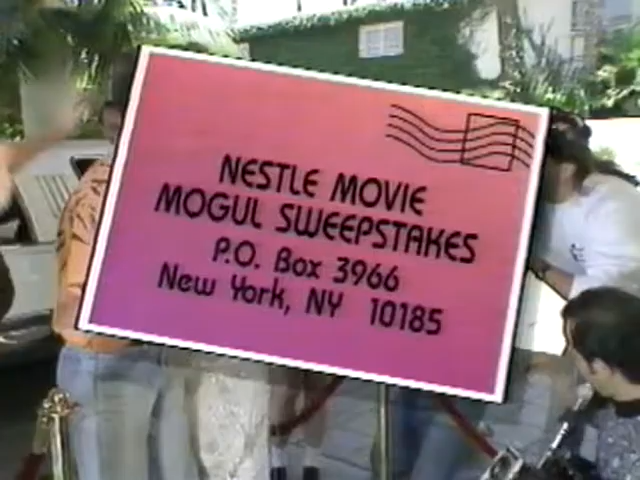 NESTLE MOVIE
MOGUL SWEEPSTAKES
P.O. Box 3966
New York, NY 10185